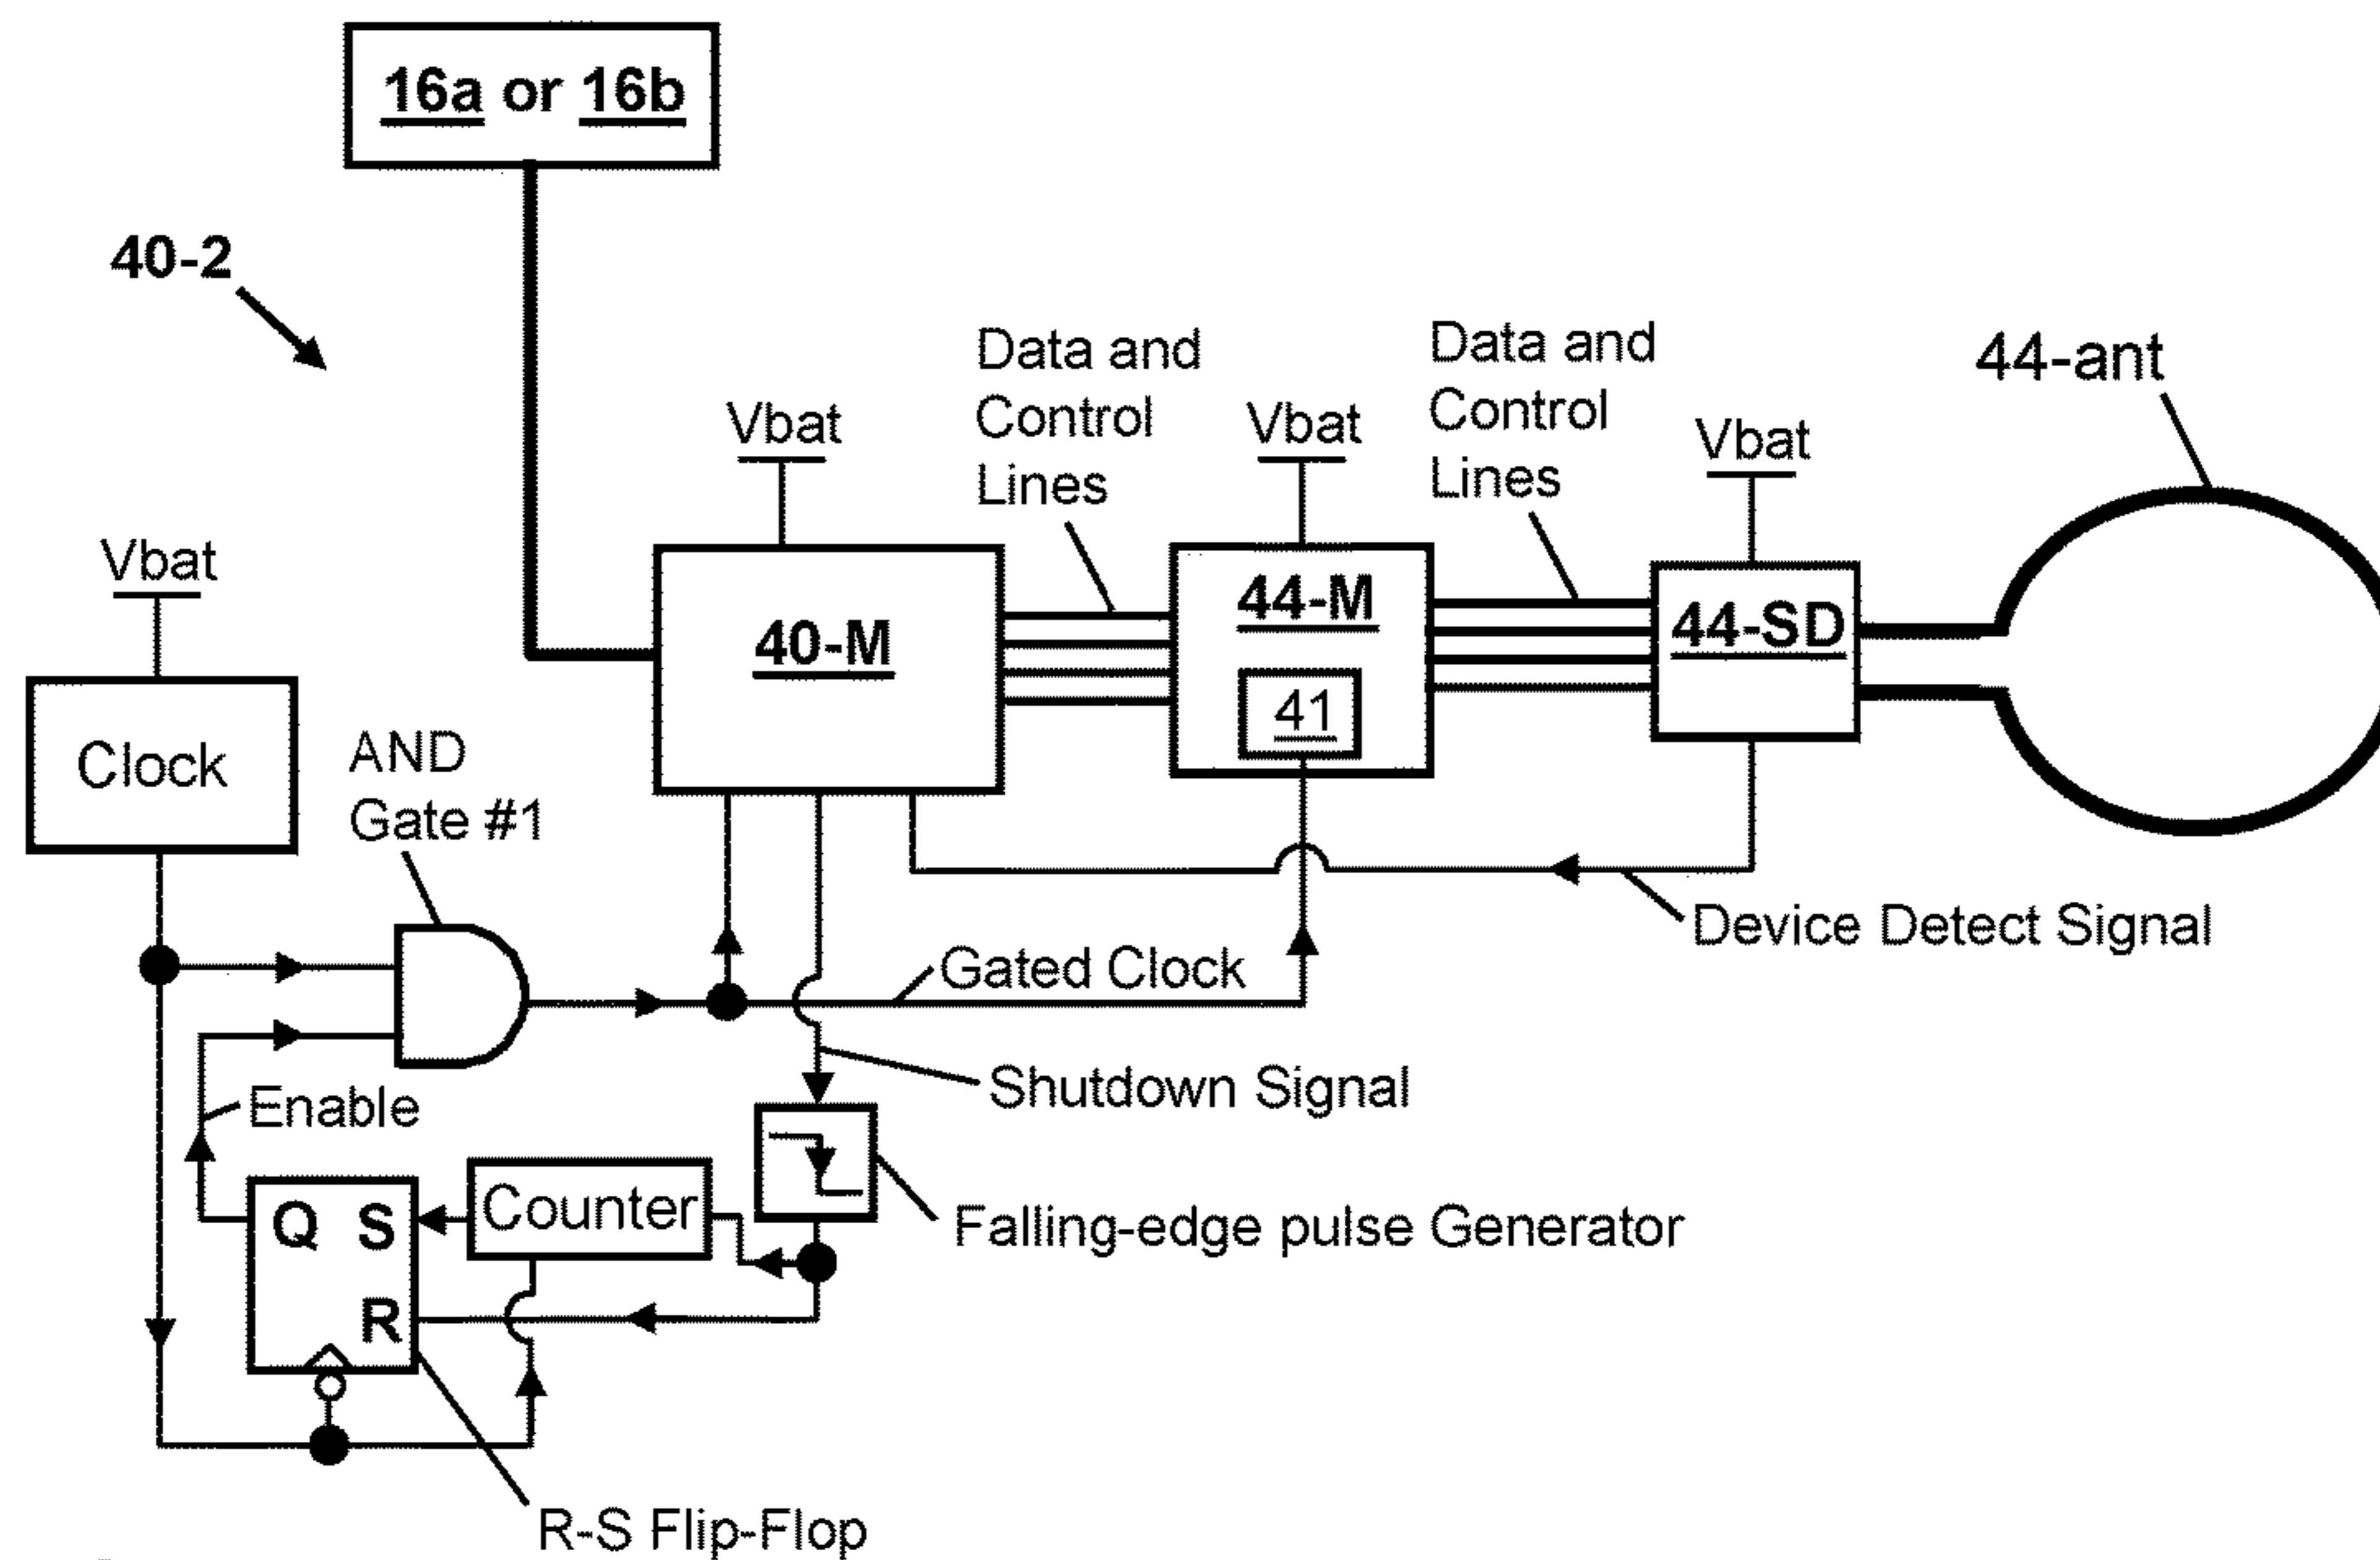 16a or 16b
40-2
Data and
Control
Lines
Data and
Control
Lines
44-ant
Vbat
Vbat
Vbat
Vbat
40-M
44-M
41
44-SD
Clock
AND
Gate #1
Device Detect Signal
Gated Clock
Shutdown Signal
Enable
Q S
R
Counter
Falling-edge pulse Generator
R-S Flip-Flop